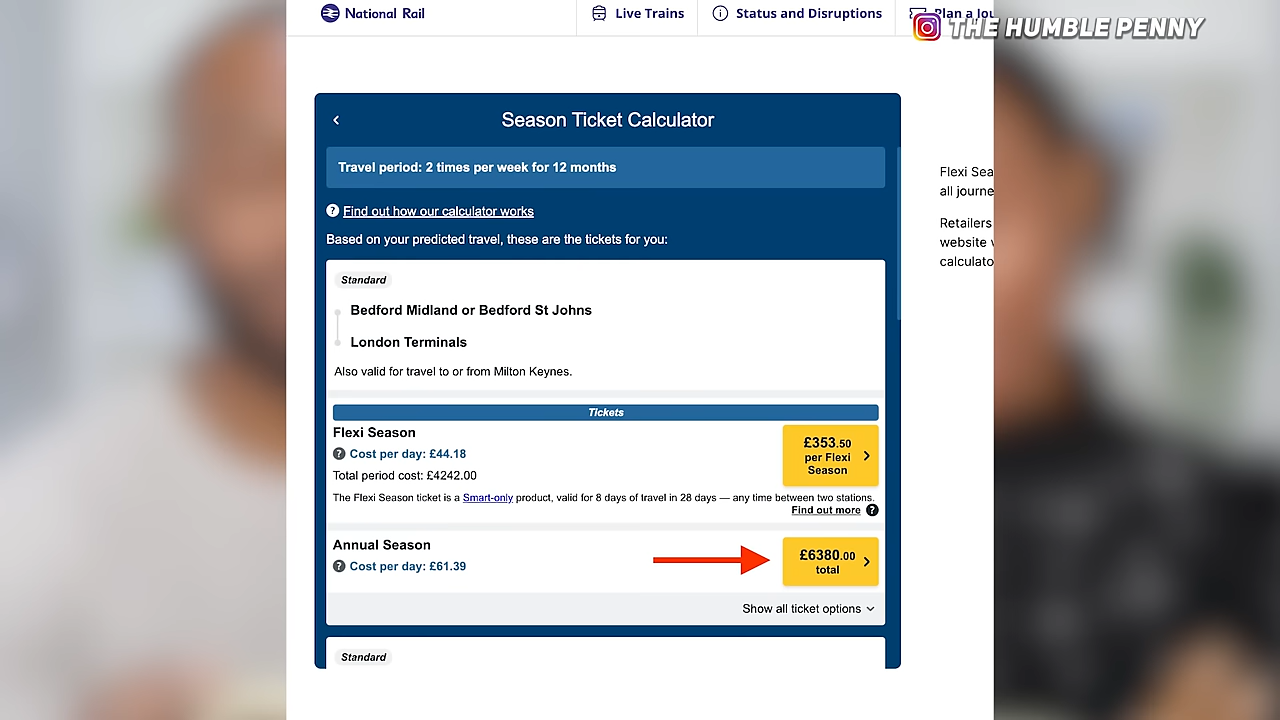 National Rail
Live Trains
Status and Disruptions
Plan a Jou
THE HUMBLE PENNY
Season Ticket Calculator
Travel period: 2 times per week for 12 months
Find out how our calculator works
Based on your predicted travel, these are the tickets for you:
Standard
Bedford Midland or Bedford St Johns
London Terminals
Also valid for travel to or from Milton Keynes.
Tickets
Flexi Season
Cost per day: £44.18
Total period cost: £4242.00
£353.50
per Flexi
Season
The Flexi Season ticket is a Smart-only product, valid for 8 days of travel in 28 days — any time between two stations.
Find out more
Annual Season
Cost per day: £61.39
£6380.00
total
Show all ticket options
Standard
Flexi Sea
all journe
Retailers
website w
calculato